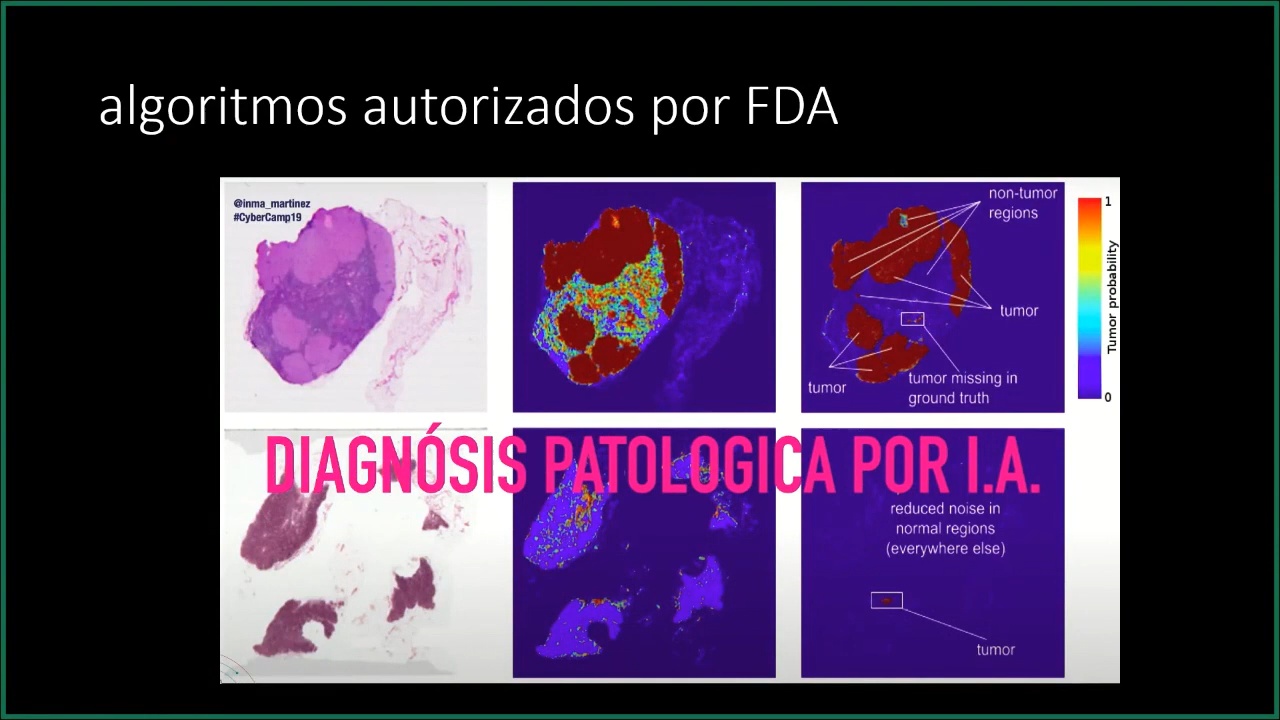 algoritmos autorizados por FDA
@inma_martinez
#CyberCamp19
non-tumor
regions
1
Tumor probability
tumor
tumor missing in
ground truth
tumor
0
DIAGNÓSIS PATOLOGICA POR I.A.
reduced noise in
normal regions
(everywhere else)
tumor